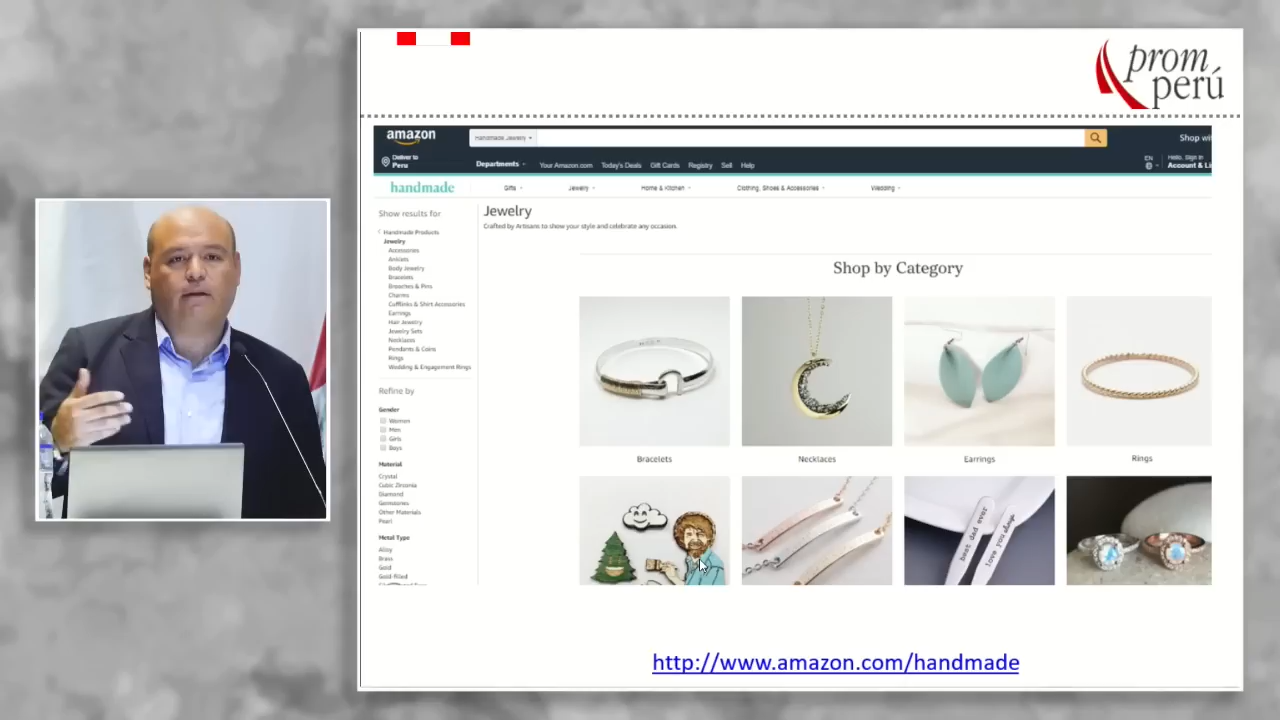 prom
perú
amazon
Handmade Jewelry
Shop wi
Deliver to
Peru
Departments
Your Amazon.com
Today's Deals
Gift Cards
Registry
Sell
Help
EN
Hello, Sign in
Account & Li
handmade
Gifts
Jewelry
Home & Kitchen
Clothing, Shoes & Accessories
Wedding
Show results for
Handmade Products
Jewelry
Accessories
Anklets
Body Jewelry
Bracelets
Brooches & Pins
Charms
Cufflinks & Shirt Accessories
Earrings
Hair Jewelry
Jewelry Sets
Necklaces
Pendants & Coins
Rings
Wedding & Engagement Rings
Refine by
Gender
Women
Men
Girls
Boys
Material
Crystal
Cubic Zirconia
Diamond
Gemstones
Other Materials
Pearl
Metal Type
Alloy
Brass
Gold
Gold-filled
Jewelry
Crafted by Artisans to show your style and celebrate any occasion.
Shop by Category
Bracelets
Necklaces
Earrings
Rings
best dad ever
love you always
http://www.amazon.com/handmade